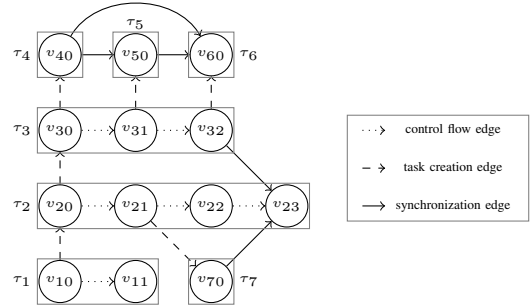 τ5
τ4 v40 v50 v60 τ6
τ3 v30 v31 v32
control flow edge
task creation edge
synchronization edge
τ2 v20 v21 v22 v23
τ1 v10 v11 v70 τ7